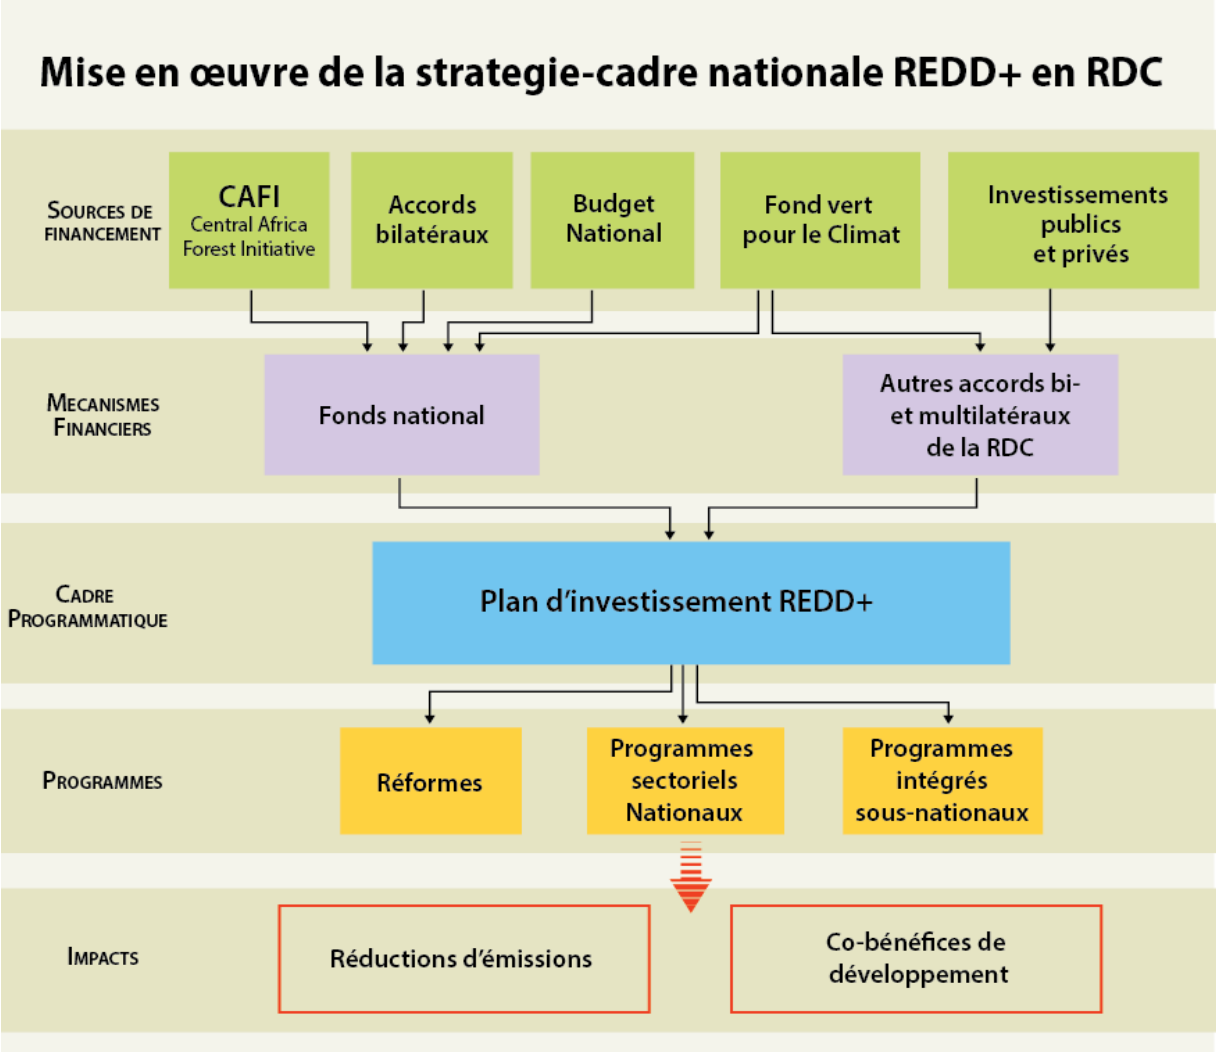 Mise en œuvre de la strategie-cadre nationale REDD+ en RDC
SOURCES DE
FINANCEMENT
CAFI
Central Africa
Forest Initiative
Accords
bilatéraux
Budget
National
Fond vert
pour le Climat
Investissements
publics
et privés
MECANISMES
FINANCIERS
Fonds national
Autres accords bi-
et multilatéraux
de la RDC
CADRE
PROGRAMMATIQUE
Plan d’investissement REDD+
PROGRAMMES
Réformes
Programmes
sectoriels
Nationaux
Programmes
intégrés
sous-nationaux
IMPACTS
Réductions d’émissions
Co-bénéfices de
développement